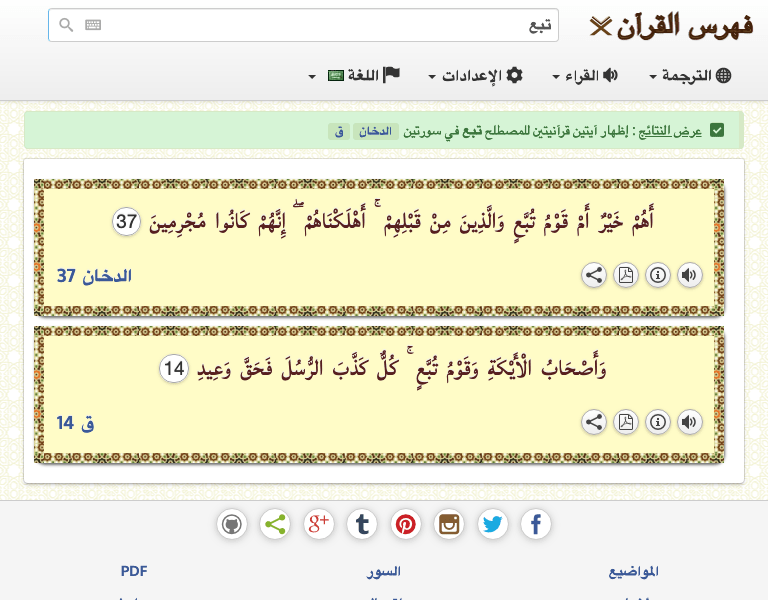 فهرس القرآن
تبع
الترجمة
القراء
الإعدادات
اللغة
عرض النتائج : إظهار آيتين قرآنيتين للمصطلح تبع في سورتين الدخان ق
أَهُمْ خَيْرٌ أَمْ قَوْمُ تُبَّعٍ وَالَّذِينَ مِنْ قَبْلِهِمْ ۚ أَهْلَكْنَاهُمْ ۖ إِنَّهُمْ كَانُوا مُجْرِمِينَ 37
الدخان 37
وَأَصْحَابُ الْأَيْكَةِ وَقَوْمُ تُبَّعٍ ۚ كُلٌّ كَذَّبَ الرُّسُلَ فَحَقَّ وَعِيدِ 14
ق 14
المواضيع
السور
PDF